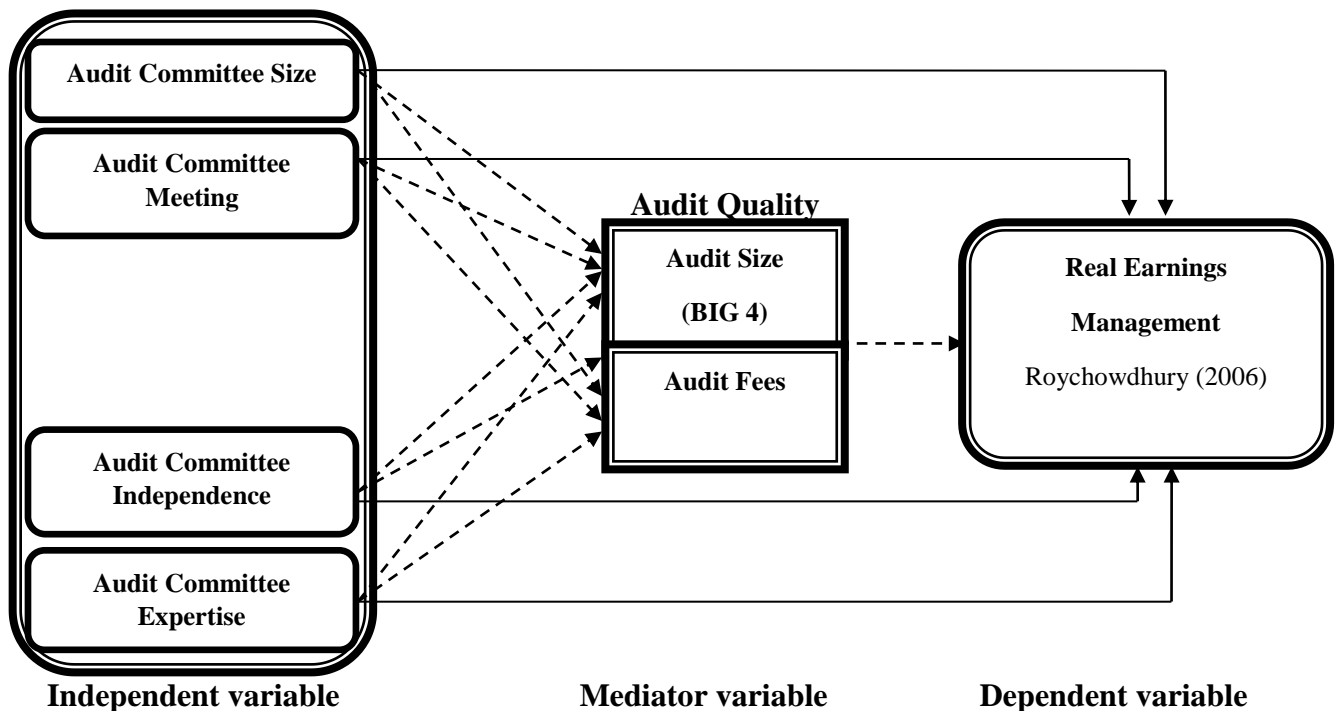 Audit Committee Size
Audit Committee
Meeting
Audit Committee
Independence
Audit Committee
Expertise
Independent variable
Audit Quality
Audit Size
(BIG 4)
Audit Fees
Mediator variable
Real Earnings
Management
Roychowdhury (2006)
Dependent variable